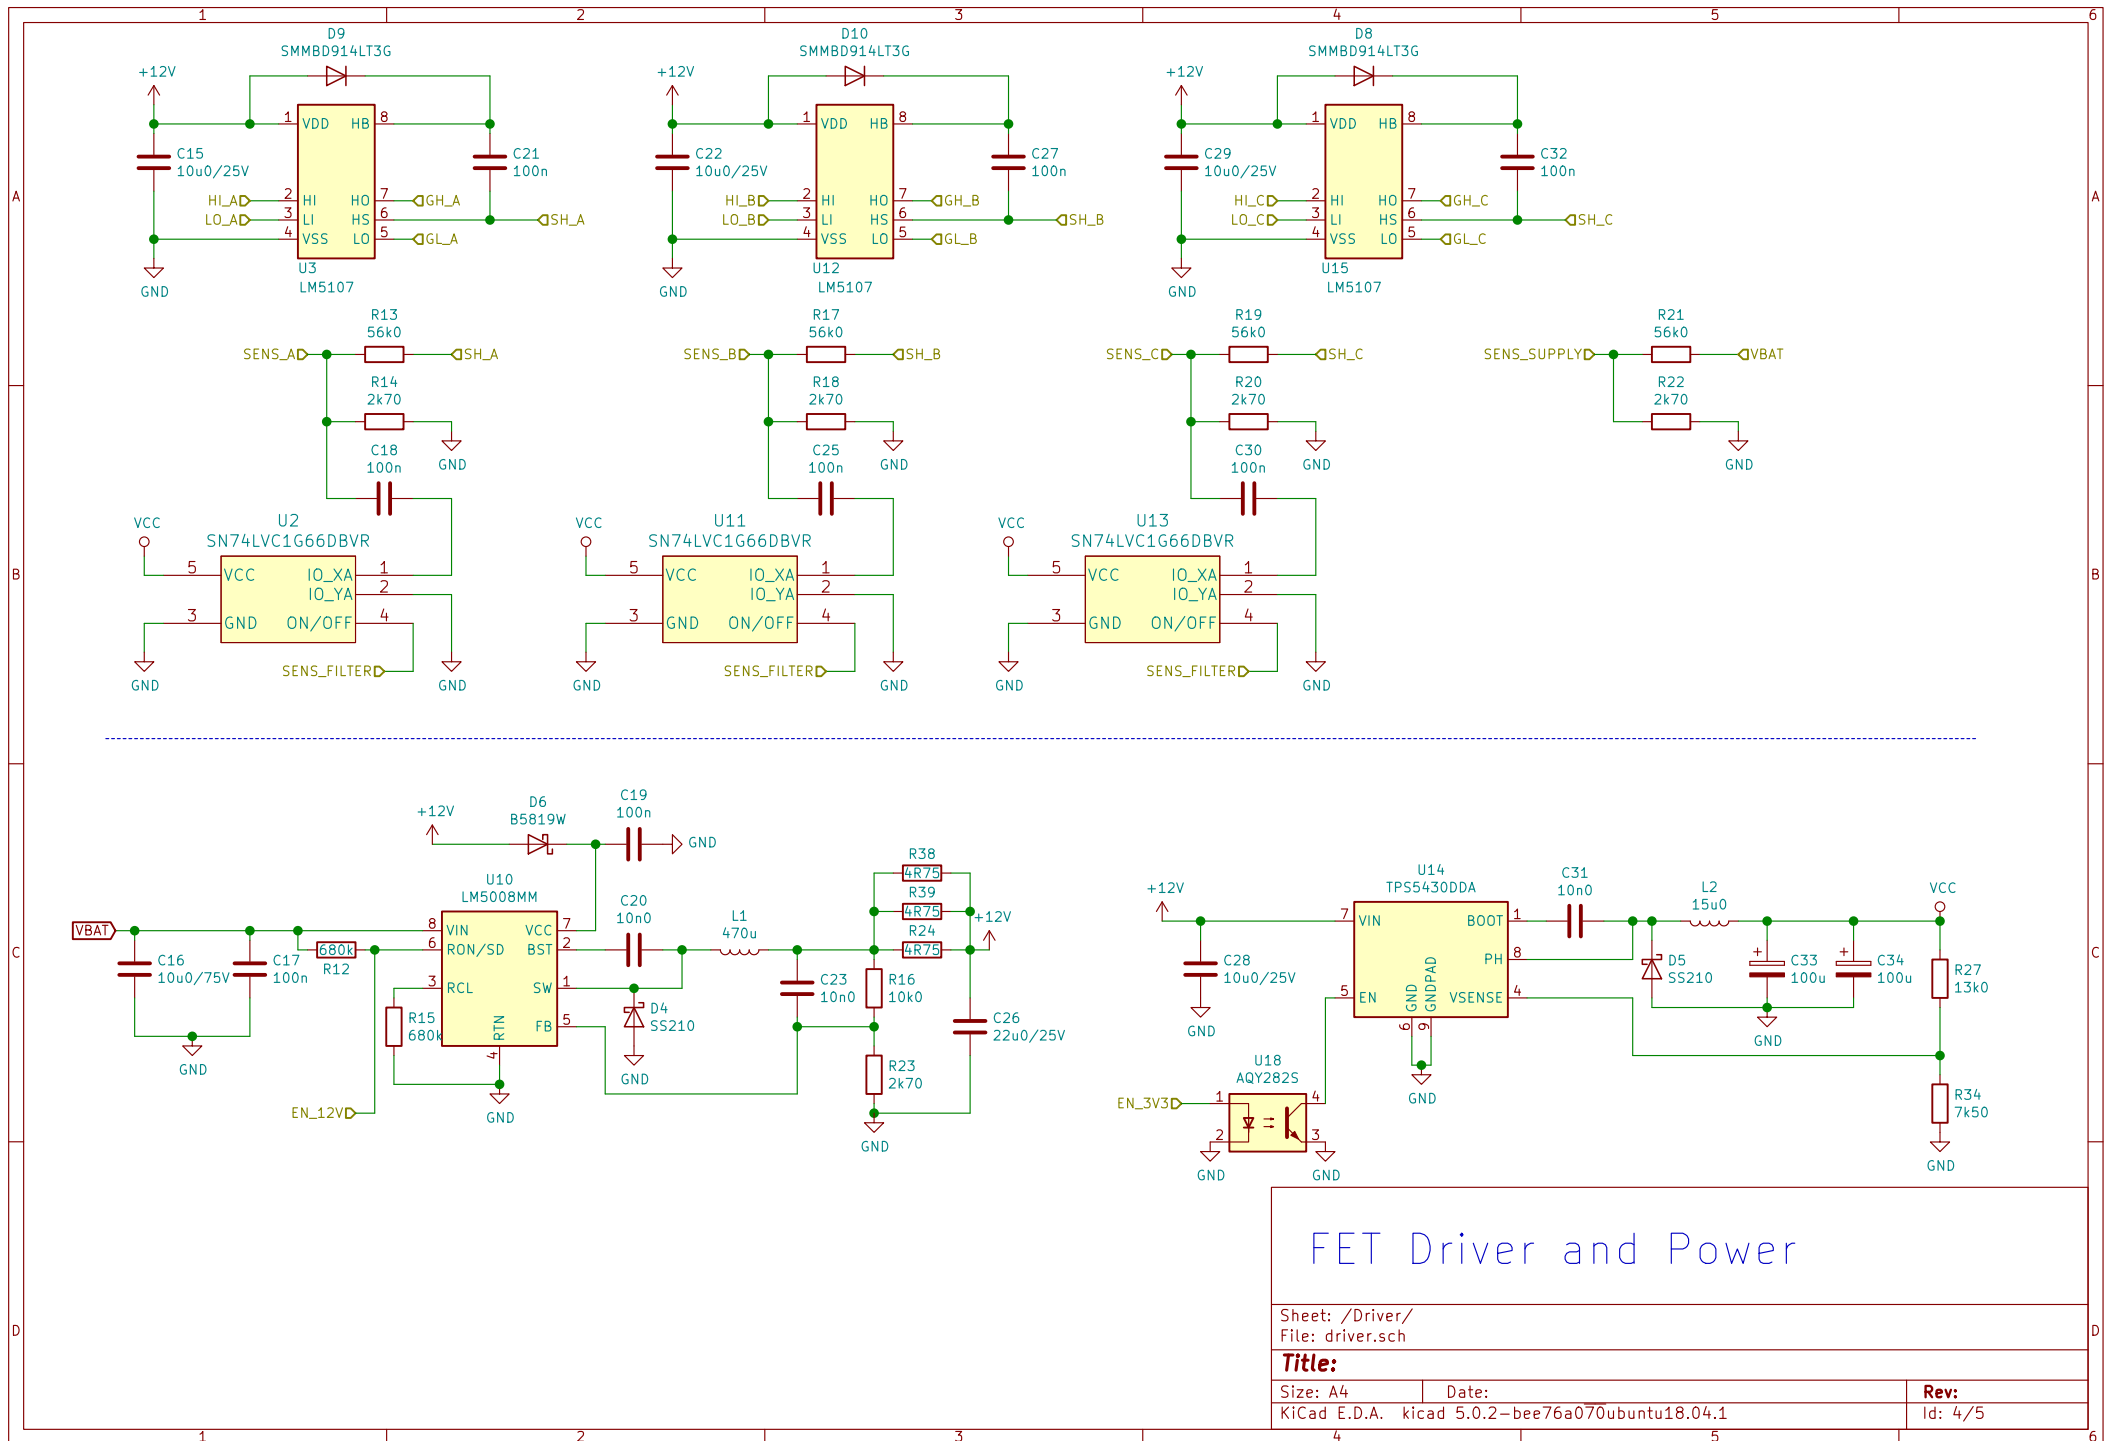 1 2 3 4 5 6
D9
SMMBD914LT3G
D10
SMMBD914LT3G
D8
SMMBD914LT3G
+12V
+12V
+12V
1 VDD HB 8
1 VDD HB 8
1 VDD HB 8
C15
10u0/25V
C21
100n
C22
10u0/25V
C27
100n
C29
10u0/25V
C32
100n
A A
HI_A 2 HI HO 7 GH_A
LO_A 3 LI HS 6 SH_A
4 VSS LO 5 GL_A
HI_B 2 HI HO 7 GH_B
LO_B 3 LI HS 6 SH_B
4 VSS LO 5 GL_B
HI_C 2 HI HO 7 GH_C
LO_C 3 LI HS 6 SH_C
4 VSS LO 5 GL_C
U3
LM5107
U12
LM5107
U15
LM5107
GND
GND
GND
R13
56k0
SENS_A SH_A
R14
2k70
C18
100n
GND
R17
56k0
SENS_B SH_B
R18
2k70
C25
100n
GND
R19
56k0
SENS_C SH_C
R20
2k70
C30
100n
GND
R21
56k0
SENS_SUPPLY VBAT
R22
2k70
GND
B B
VCC
U2
SN74LVC1G66DBVR
5 VCC IO_XA 1
IO_YA 2
3 GND ON/OFF 4
SENS_FILTER
GND
GND
VCC
U11
SN74LVC1G66DBVR
5 VCC IO_XA 1
IO_YA 2
3 GND ON/OFF 4
SENS_FILTER
GND
GND
VCC
U13
SN74LVC1G66DBVR
5 VCC IO_XA 1
IO_YA 2
3 GND ON/OFF 4
SENS_FILTER
GND
GND
C C
+12V
D6
B5819W
C19
100n
GND
U10
LM5008MM
VBAT
8 VIN VCC 7
6 RON/SD BST 2
3 RCL SW 1
RTN
4
FB 5
C16
10u0/75V
C17
100n
680k
R12
R15
680k
GND
GND
EN_12V
C20
10n0
L1
470u
D4
SS210
GND
C23
10n0
R38
4R75
R39
4R75
R24
4R75
+12V
R16
10k0
C26
22u0/25V
R23
2k70
GND
+12V
U14
TPS5430DDA
7 VIN BOOT 1
PH 8
5 EN VSENSE 4
GND
GNDPAD
6
9
GND
C28
10u0/25V
GND
C31
10n0
L2
15u0
VCC
D5
SS210
+
C33
100u
+
C34
100u
GND
R27
13k0
R34
7k50
GND
U18
AQY282S
EN_3V3 1 4
2 3
GND
GND
D D
FET Driver and Power
Sheet: /Driver/
File: driver.sch
Title:
Size: A4 Date: Rev:
KiCad E.D.A. kicad 5.0.2-bee76a070ubuntu18.04.1 Id: 4/5
1 2 3 4 5 6